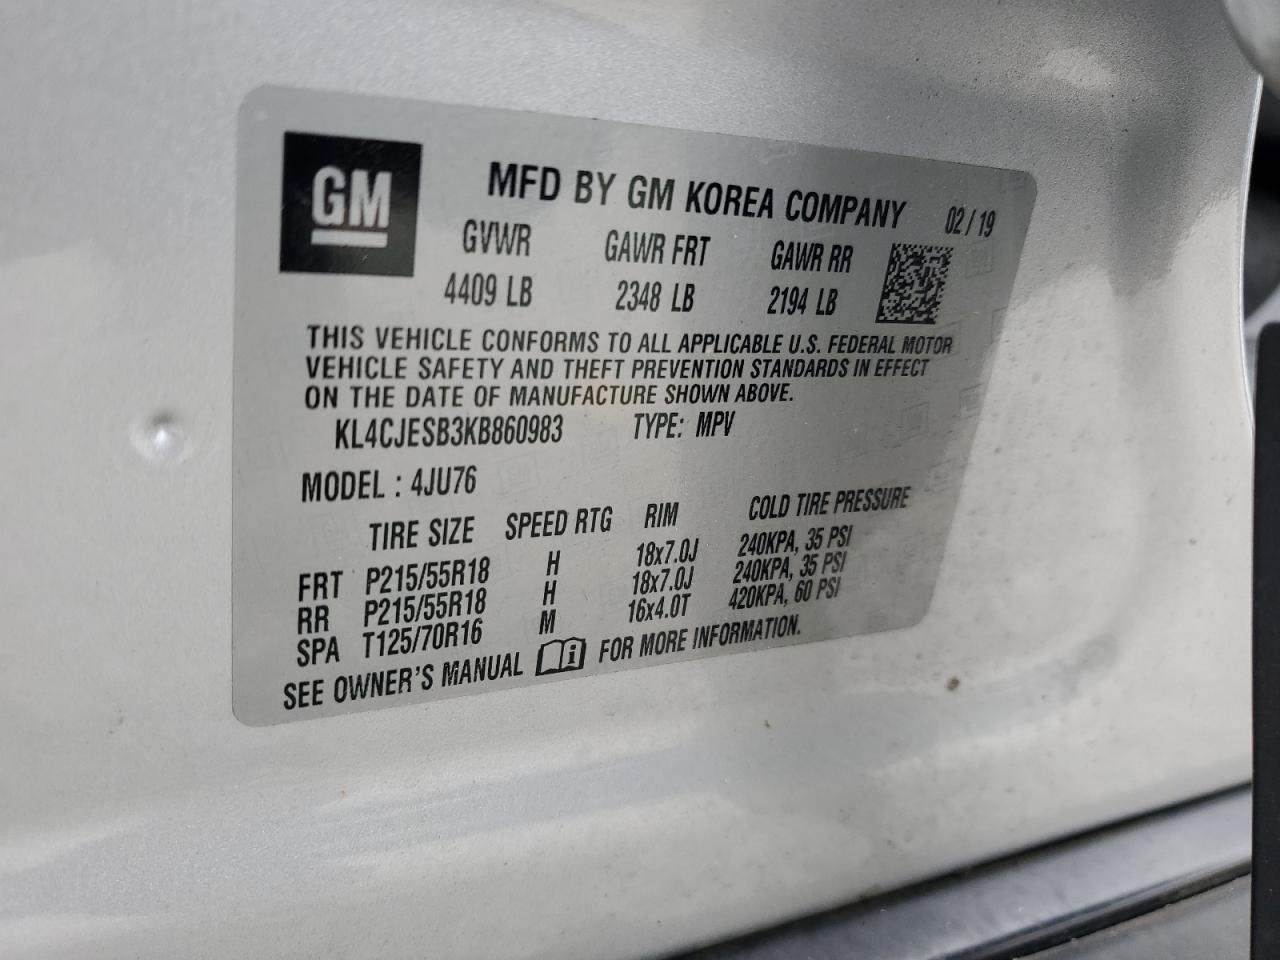 GM
MFD BY GM KOREA COMPANY 02 / 19
GVWR GAWR FRT GAWR RR
4409 LB 2348 LB 2194 LB
THIS VEHICLE CONFORMS TO ALL APPLICABLE U.S. FEDERAL MOTOR
VEHICLE SAFETY AND THEFT PREVENTION STANDARDS IN EFFECT
ON THE DATE OF MANUFACTURE SHOWN ABOVE.
KL4CJESB3KB860983 TYPE: MPV
MODEL : 4JU76
TIRE SIZE SPEED RTG RIM COLD TIRE PRESSURE
FRT P215/55R18 H 18x7.0J 240KPA, 35 PSI
RR P215/55R18 H 18x7.0J 240KPA, 35 PSI
SPA T125/70R16 M 16x4.0T 420KPA, 60 PSI
SEE OWNER'S MANUAL i FOR MORE INFORMATION.